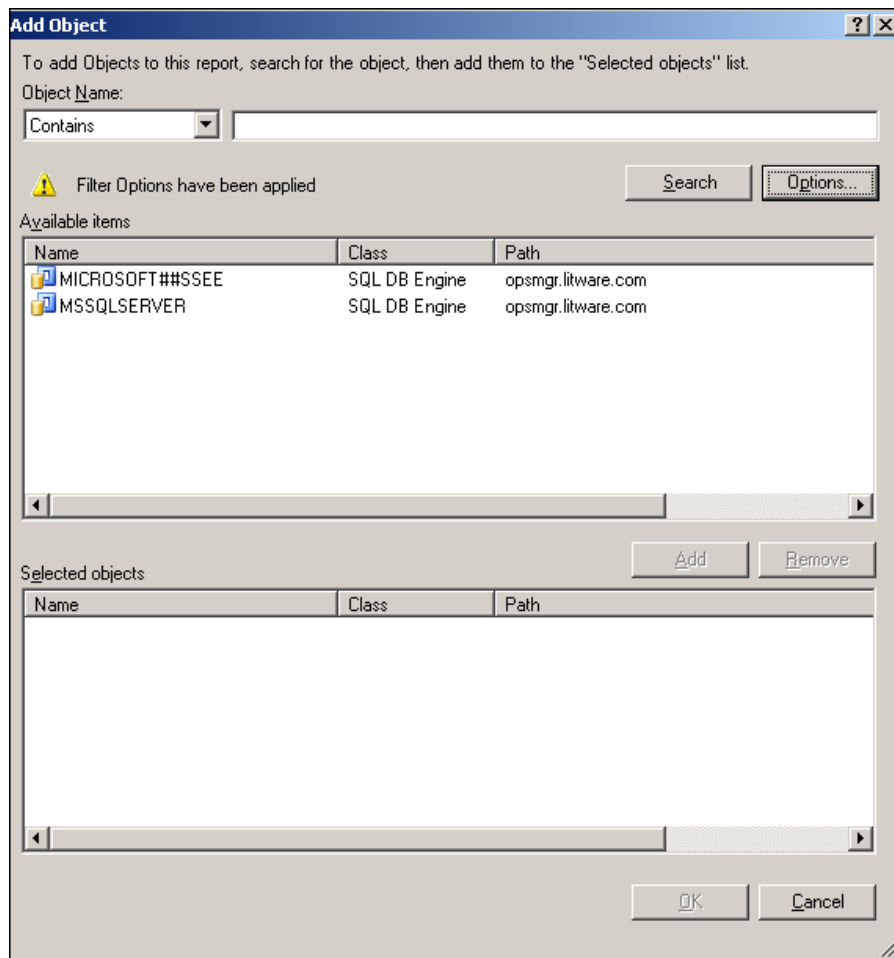 Add Object
To add Objects to this report, search for the object, then add them to the "Selected objects" list.
Object Name:
Contains
Filter Options have been applied Search Options...
Available items
Name Class Path
MICROSOFT##SSEE SQL DB Engine opsmgr.litware.com
MSSQLSERVER SQL DB Engine opsmgr.litware.com
Add Remove
Selected objects
Name Class Path
OK Cancel